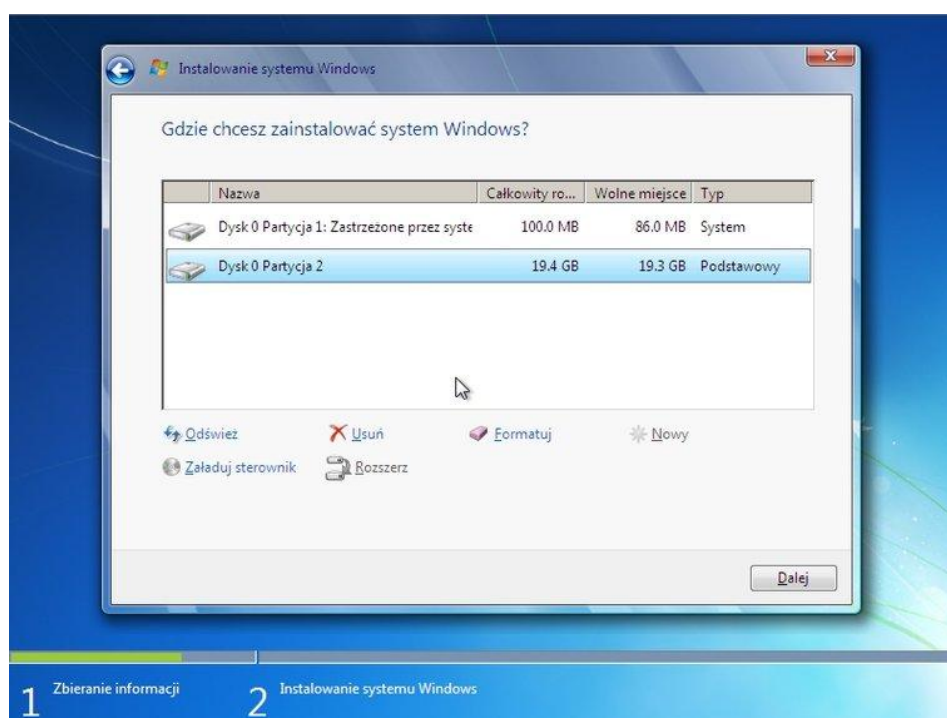 Instalowanie systemu Windows
Gdzie chcesz zainstalować system Windows?
Nazwa Całkowity ro... Wolne miejsce Typ
Dysk 0 Partycja 1: Zastrzeżone przez syste 100.0 MB 86.0 MB System
Dysk 0 Partycja 2 19.4 GB 19.3 GB Podstawowy
Odśwież Usuń Formatuj Nowy
Załaduj sterownik Rozszerz
Dalej
1 Zbieranie informacji 2 Instalowanie systemu Windows